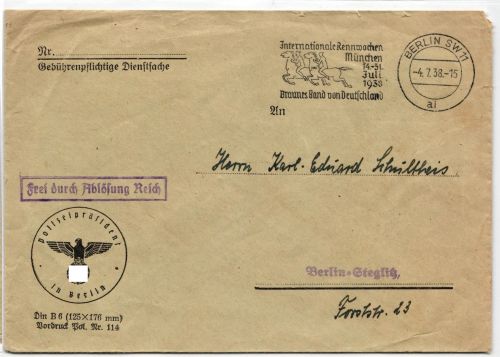 Nr.
Gebührenpflichtige Dienstsache
Internationale Rennwochen
München
14.-31.
Juli
1938
Braunes Band von Deutschland
BERLIN SW11
-4.7.38.-15
al
An
Herrn Karl-Eduard Schultheis
Frei durch Ablösung Reich
Polizeipräsident
in Berlin
Din B 6 (125×176 mm)
Vordruck Pol. Nr. 114
Berlin-Steglitz,
Forststr. 23